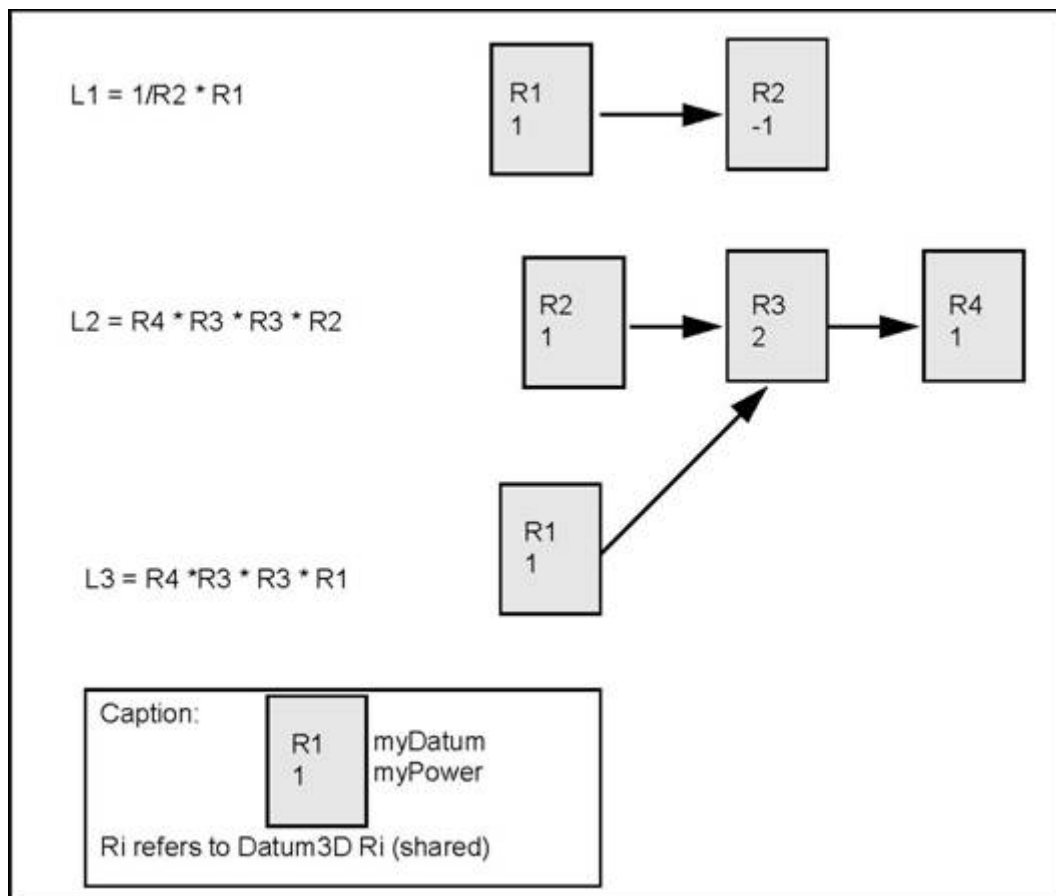 L1 = 1/R2 * R1
R1
1
R2
-1
L2 = R4 * R3 * R3 * R2
R2
1
R3
2
R4
1
L3 = R4 *R3 * R3 * R1
R1
1
Caption:
R1 myDatum
1 myPower
Ri refers to Datum3D Ri (shared)